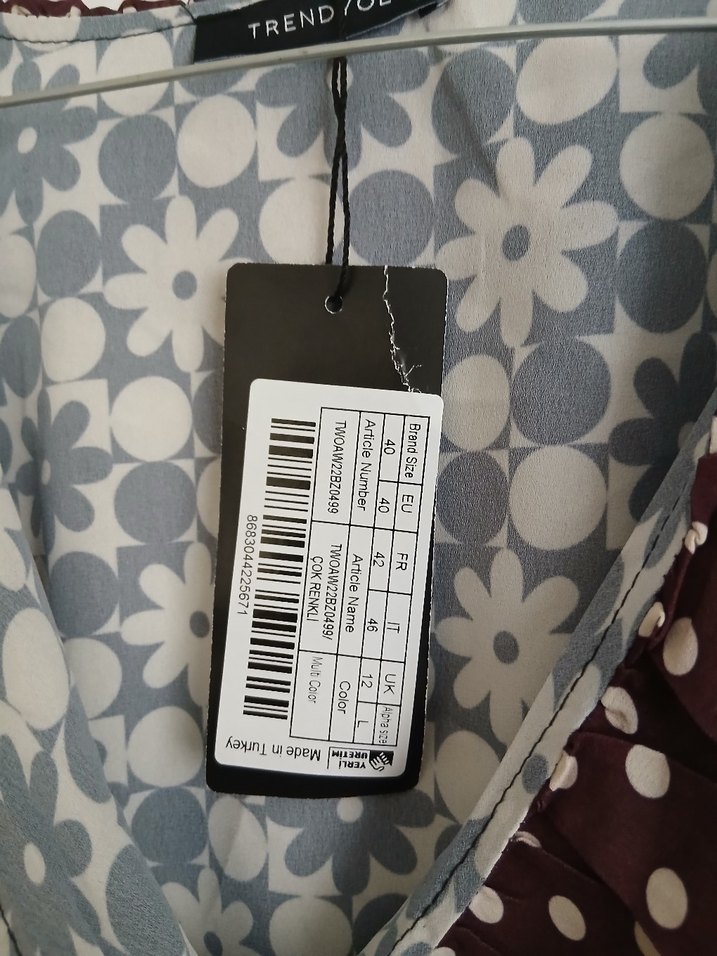 TRENDYOL
Brand Size EU FR IT UK Alpha size
40 40 42 46 12 L
Article Number Article Name Color
TWOAW22BZ0499 TWOAW22BZ0499/ Multi Color
ÇOK RENKLİ
8683044225671
YERLİ
ÜRETİM
Made in Turkey